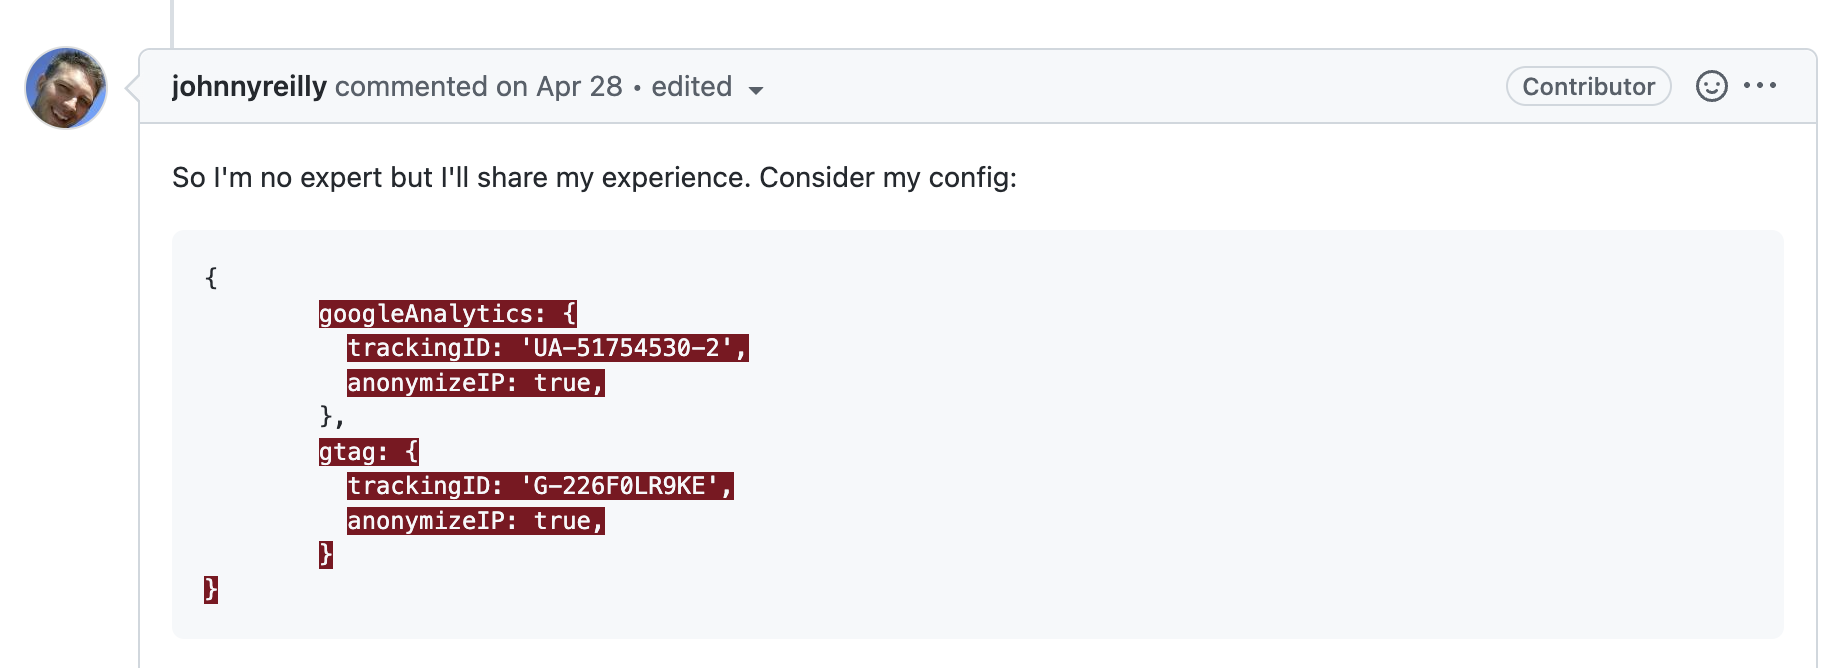 johnnyreilly commented on Apr 28 • edited
Contributor
So I'm no expert but I'll share my experience. Consider my config:
{
        googleAnalytics: {
          trackingID: 'UA-51754530-2',
          anonymizeIP: true,
        },
        gtag: {
          trackingID: 'G-226F0LR9KE',
          anonymizeIP: true,
        }
}